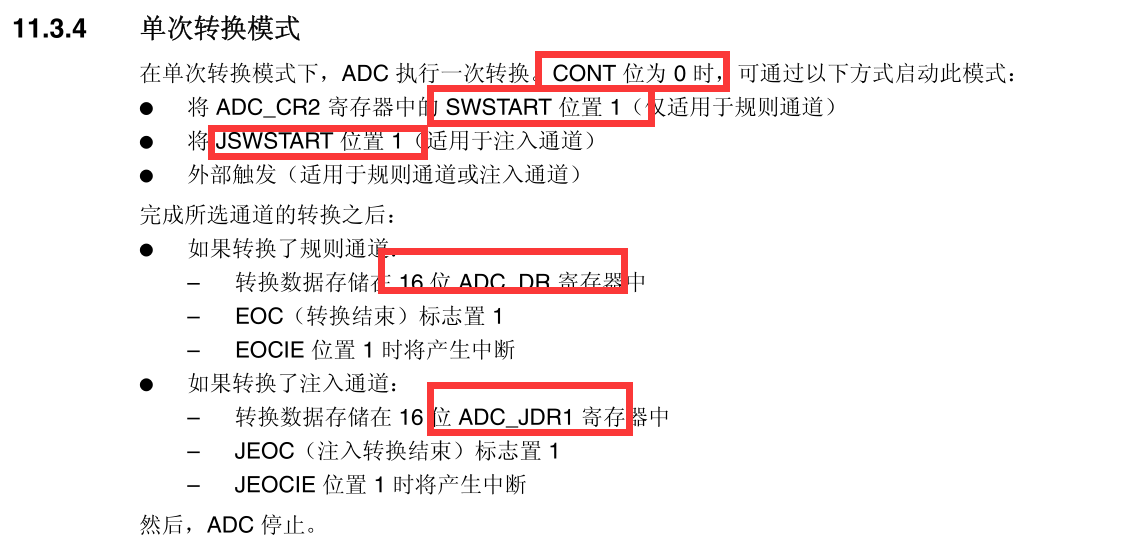 11.3.4 单次转换模式
在单次转换模式下，ADC 执行一次转换。CONT 位为 0 时，可通过以下方式启动此模式：
● 将 ADC_CR2 寄存器中的 SWSTART 位置 1（仅适用于规则通道）
● 将 JSWSTART 位置 1（适用于注入通道）
● 外部触发（适用于规则通道或注入通道）
完成所选通道的转换之后：
● 如果转换了规则通道：
– 转换数据存储在 16 位 ADC_DR 寄存器中
– EOC（转换结束）标志置 1
– EOCIE 位置 1 时将产生中断
● 如果转换了注入通道：
– 转换数据存储在 16 位 ADC_JDR1 寄存器中
– JEOC（注入转换结束）标志置 1
– JEOCIE 位置 1 时将产生中断
然后，ADC 停止。